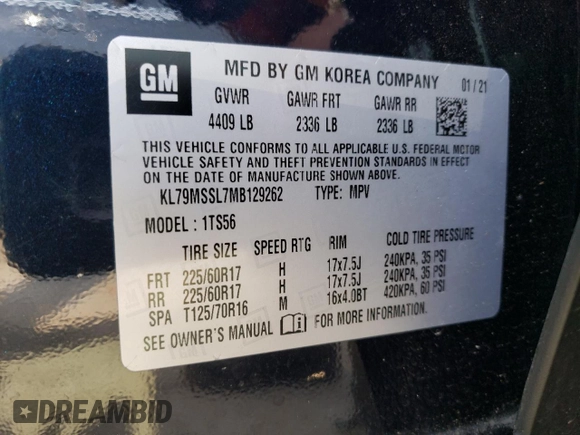 GM
MFD BY GM KOREA COMPANY 01/21
GVWR GAWR FRT GAWR RR
4409 LB 2336 LB 2336 LB
THIS VEHICLE CONFORMS TO ALL APPLICABLE U.S. FEDERAL MOTOR
VEHICLE SAFETY AND THEFT PREVENTION STANDARDS IN EFFECT
ON THE DATE OF MANUFACTURE SHOWN ABOVE.
KL79MSSL7MB129262 TYPE: MPV
MODEL : 1TS56
TIRE SIZE SPEED RTG RIM COLD TIRE PRESSURE
FRT 225/60R17 H 17x7.5J 240KPA, 35 PSI
RR 225/60R17 H 17x7.5J 240KPA, 35 PSI
SPA T125/70R16 M 16x4.0BT 420KPA, 60 PSI
SEE OWNER'S MANUAL FOR MORE INFORMATION
DREAMBID